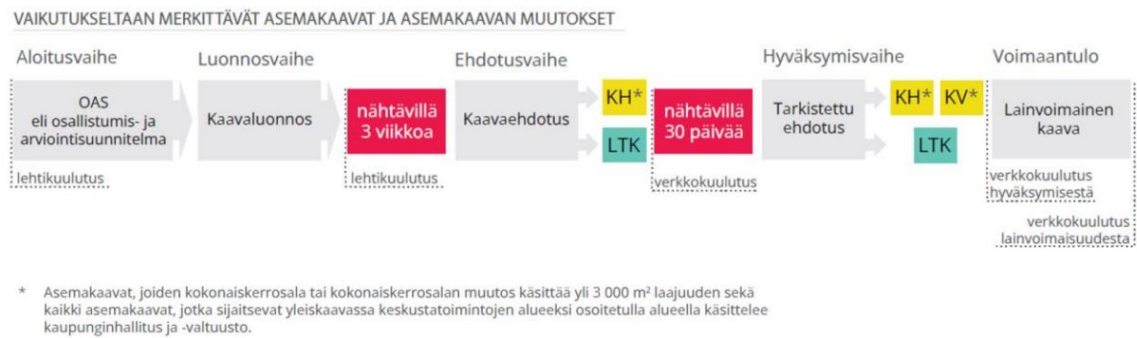 VAIKUTUKSELTAAN MERKITTÄVÄT ASEMAKAAVAT JA ASEMAKAAVAN MUUTOKSET
Aloitusvaihe
OAS
eli osallistumis- ja
arviointisuunnitelma
lehtikuulutus
Luonnosvaihe
Kaavaluonnos
nähtävillä
3 viikkoa
lehtikuulutus
Ehdotusvaihe
Kaavaehdotus
KH*
LTK
nähtävillä
30 päivää
verkkokuulutus
Hyväksymisvaihe
Tarkistettu
ehdotus
KH* KV*
LTK
Voimaantulo
Lainvoimainen
kaava
verkkokuulutus
hyväksymisestä
verkkokuulutus
lainvoimaisuudesta
* Asemakaavat, joiden kokonaiskerrosala tai kokonaiskerrosalan muutos käsittää yli 3 000 m² laajuuden sekä
kaikki asemakaavat, jotka sijaitsevat yleiskaavassa keskustatoimintojen alueeksi osoitetulla alueella käsittelee
kaupunginhallitus ja -valtuusto.